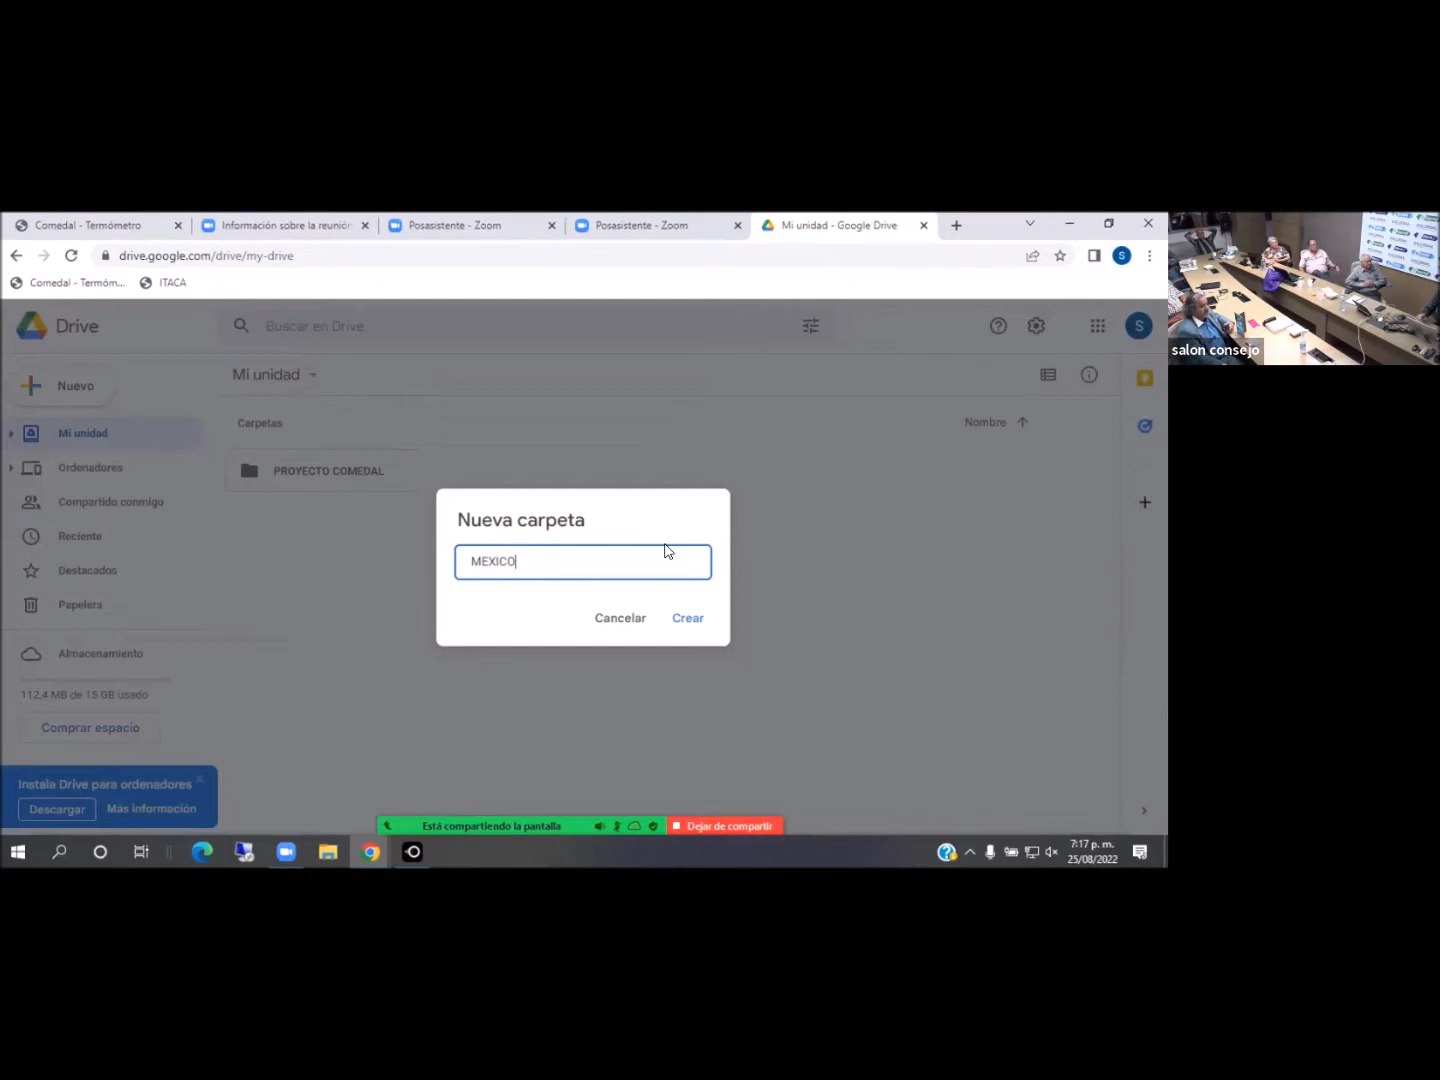 Comedal - Termómetro
Información sobre la reunión
Posasistente - Zoom
Posasistente - Zoom
Mi unidad - Google Drive
drive.google.com/drive/my-drive
S
Comedal - Termóm...
ITACA
Drive
Buscar en Drive
S
Nuevo
Mi unidad
Mi unidad
Ordenadores
Compartido conmigo
Reciente
Destacados
Papelera
Almacenamiento
112,4 MB de 15 GB usado
Comprar espacio
Carpetas
Nombre
PROYECTO COMEDAL
Nueva carpeta
MEXICO
Cancelar
Crear
Instala Drive para ordenadores
Descargar
Más información
Está compartiendo la pantalla
Dejar de compartir
7:17 p. m.
25/08/2022
salon consejo